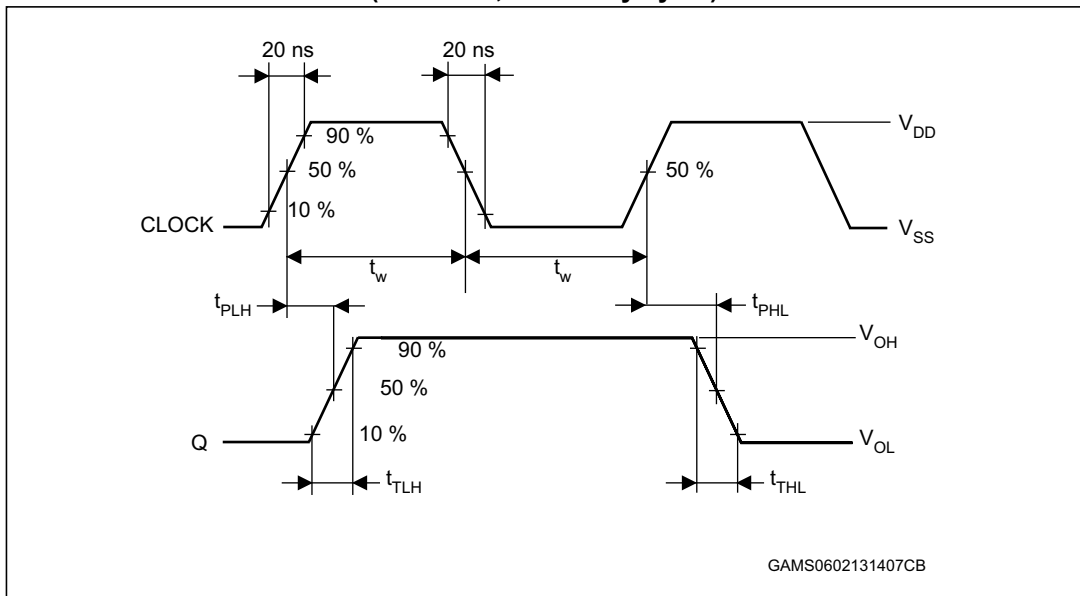 20 ns
20 ns
90 %
50 %
10 %
50 %
V_DD
CLOCK
V_SS
t_w
t_w
t_PLH
t_PHL
V_OH
90 %
50 %
10 %
Q
V_OL
t_TLH
t_THL
GAMS0602131407CB